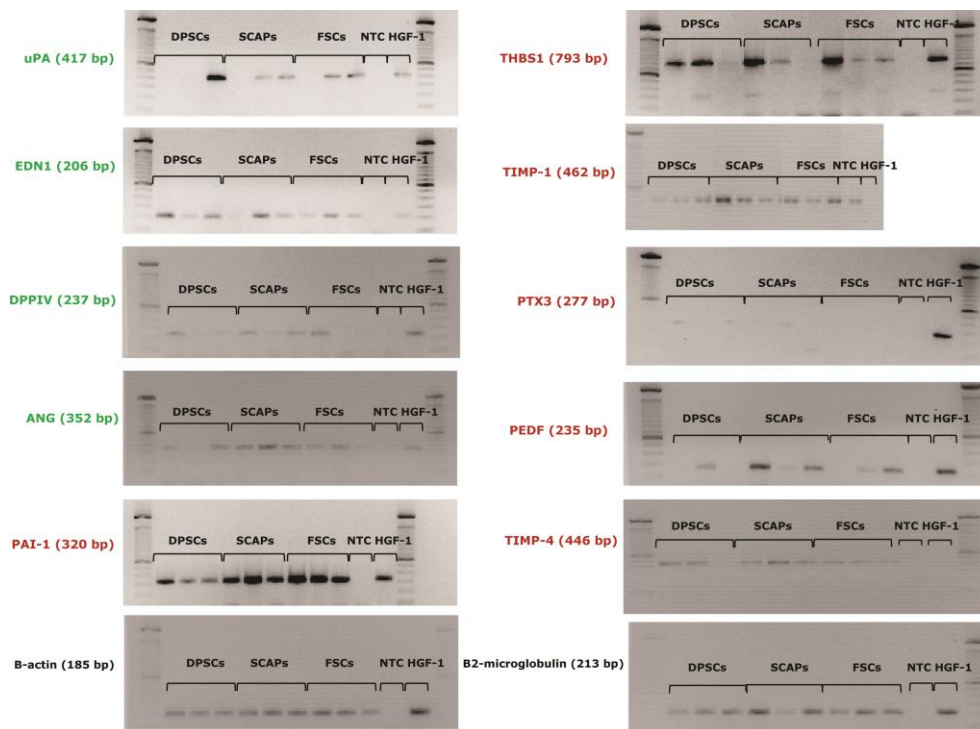 DPSCs SCAPs FSCs NTC HGF-1
uPA (417 bp)
DPSCs SCAPs FSCs NTC HGF-1
EDN1 (206 bp)
DPSCs SCAPs FSCs NTC HGF-1
DPPIV (237 bp)
DPSCs SCAPs FSCs NTC HGF-1
ANG (352 bp)
DPSCs SCAPs FSCs NTC HGF-1
PAI-1 (320 bp)
DPSCs SCAPs FSCs NTC HGF-1
B-actin (185 bp)
DPSCs SCAPs FSCs NTC HGF-1
THBS1 (793 bp)
DPSCs SCAPs FSCs NTC HGF-1
TIMP-1 (462 bp)
DPSCs SCAPs FSCs NTC HGF-1
PTX3 (277 bp)
DPSCs SCAPs FSCs NTC HGF-1
PEDF (235 bp)
DPSCs SCAPs FSCs NTC HGF-1
TIMP-4 (446 bp)
DPSCs SCAPs FSCs NTC HGF-1
B2-microglobulin (213 bp)